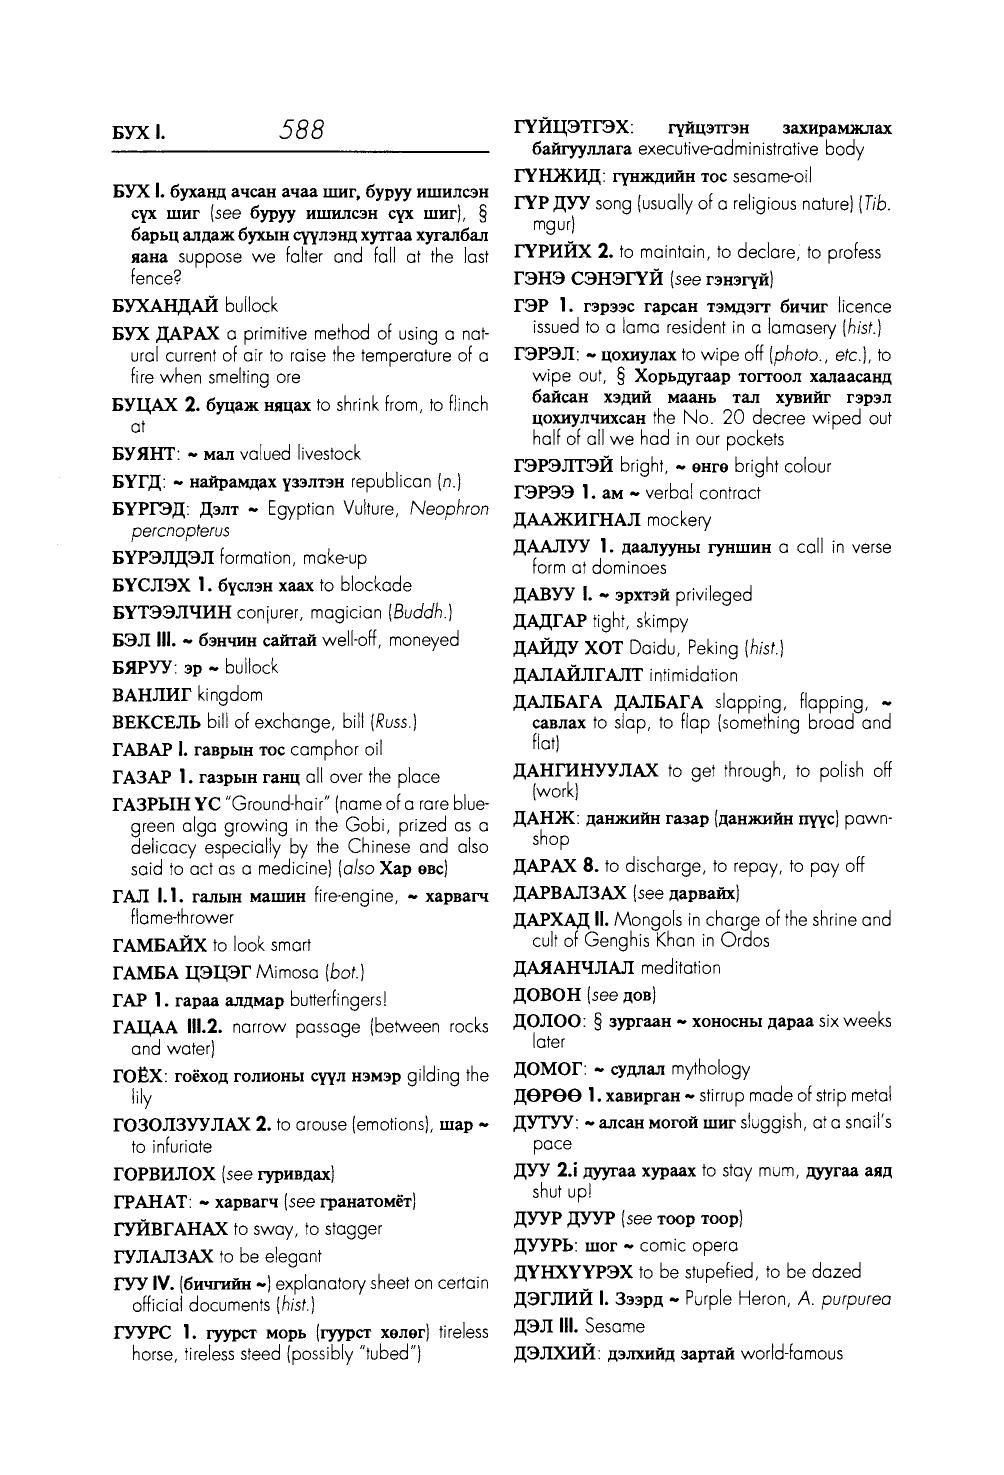 БУХ I. 588
БУХ I. буханд ачсан ачаа шиг, буруу ишилсэн
сүх шиг (see буруу ишилсэн сүх шиг), §
барьц алдаж бухын сүүлэнд хутгаа хугалбал
яана suppose we falter and fall at the last
fence?
БУХАНДАЙ bullock
БУХ ДАРАХ a primitive method of using a nat-
ural current of air to raise the temperature of a
fire when smelting ore
БУЦАХ 2. буцаж няцах to shrink from, to flinch
at
БУЯНТ: ~ мал valued livestock
БҮГД: ~ найрамдах үзэлтэн republican (n.)
БҮРГЭД: Дэлт ~ Egyptian Vulture, Neophron
percnopterus
БҮРЭЛДЭЛ formation, make-up
БҮСЛЭХ 1. бүслэн хаах to blockade
БҮТЭЭЛЧИН conjurer, magician (Buddh.)
БЭЛ III. ~ бэнчин сайтай well-off, moneyed
БЯРУУ: эр ~ bullock
ВАНЛИГ kingdom
ВЕКСЕЛЬ bill of exchange, bill (Russ.)
ГАВАР I. гаврын тос camphor oil
ГАЗАР 1. газрын ганц all over the place
ГАЗРЫН ҮС "Ground-hair" (name of a rare blue-
green alga growing in the Gobi, prized as a
delicacy especially by the Chinese and also
said to act as a medicine) (also Хар өвс)
ГАЛ I.1. галын машин fire-engine, ~ харвагч
flame-thrower
ГАМБАЙХ to look smart
ГАМБА ЦЭЦЭГ Mimosa (bot.)
ГАР 1. гараа алдмар butterfingers!
ГАЦАА III.2. narrow passage (between rocks
and water)
ГОЁХ: гоёход голионы сүүл нэмэр gilding the
lily
ГОЗОЛЗУУЛАХ 2. to arouse (emotions), шар ~
to infuriate
ГОРВИЛОХ (see гуривдах)
ГРАНАТ: ~ харвагч (see гранатомёт)
ГУЙВГАНАХ to sway, to stagger
ГУЛАЛЗАХ to be elegant
ГУУ IV. (бичгийн ~) explanatory sheet on certain
official documents (hist.)
ГУУРС 1. гуурст морь (гуурст хөлөг) tireless
horse, tireless steed (possibly "tubed")
ГҮЙЦЭТГЭХ: гүйцэтгэн захирамжлах
байгууллага executive-administrative body
ГҮНЖИД: гүнждийн тос sesame-oil
ГҮР ДУУ song (usually of a religious nature) (Tib.
mgur)
ГҮРИЙХ 2. to maintain, to declare, to profess
ГЭНЭ СЭНЭГҮЙ (see гэнэгүй)
ГЭР 1. гэрээс гарсан тэмдэгт бичиг licence
issued to a lama resident in a lamasery (hist.)
ГЭРЭЛ: ~ цохиулах to wipe off (photo., etc.), to
wipe out, § Хорьдугаар тогтоол халаасанд
байсан хэдий маань тал хувийг гэрэл
цохиулчихсан the No. 20 decree wiped out
half of all we had in our pockets
ГЭРЭЛТЭЙ bright, ~ өнгө bright colour
ГЭРЭЭ 1. ам ~ verbal contract
ДААЖИГНАЛ mockery
ДААЛУУ 1. даалууны гуншин a call in verse
form at dominoes
ДАВУУ I. ~ эрхтэй privileged
ДАДГАР tight, skimpy
ДАЙДУ ХОТ Daidu, Peking (hist.)
ДАЛАЙЛГАЛТ intimidation
ДАЛБАГА ДАЛБАГА slapping, flapping, ~
савлах to slap, to flap (something broad and
flat)
ДАНГИНУУЛАХ to get through, to polish off
(work)
ДАНЖ: данжийн газар (данжийн пүүс) pawn-
shop
ДАРАХ 8. to discharge, to repay, to pay off
ДАРВАЛЗАХ (see дарвайх)
ДАРХАД II. Mongols in charge of the shrine and
cult of Genghis Khan in Ordos
ДАЯАНЧЛАЛ meditation
ДОВОН (see дов)
ДОЛОО: § зургаан ~ хоносны дараа six weeks
later
ДОМОГ: ~ судлал mythology
ДӨРӨӨ 1. хавирган ~ stirrup made of strip metal
ДУТУУ: ~ алсан могой шиг sluggish, at a snail's
pace
ДУУ 2.i дуугаа хураах to stay mum, дуугаа аяд
shut up!
ДУУР ДУУР (see тоор тоор)
ДУУРЬ: шог ~ comic opera
ДҮНХҮҮРЭХ to be stupefied, to be dazed
ДЭГЛИЙ I. Зээрд ~ Purple Heron, A. purpurea
ДЭЛ III. Sesame
ДЭЛХИЙ: дэлхийд зартай world-famous